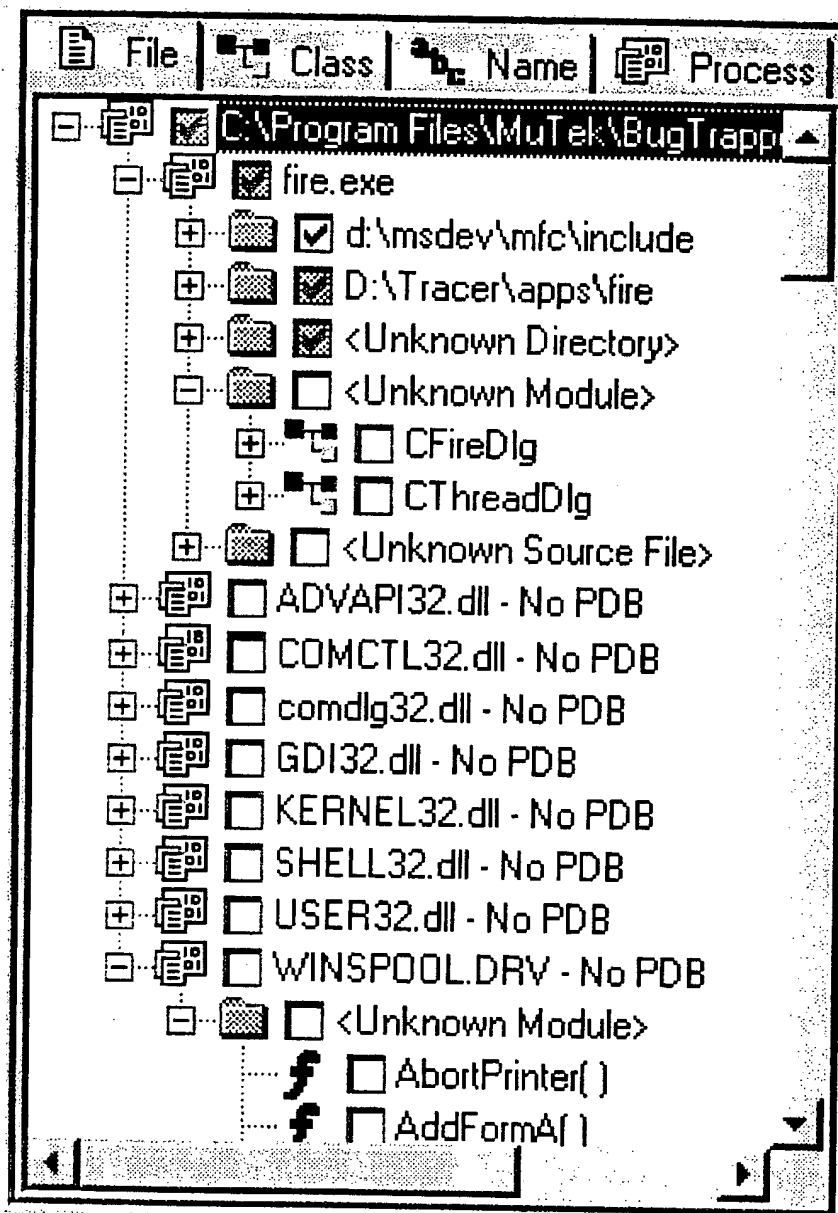 File Class Name Process
C:\Program Files\MuTek\BugTrapp
fire.exe
d:\msdev\mfc\include
D:\Tracer\apps\fire
<Unknown Directory>
<Unknown Module>
CFireDlg
CThreadDlg
<Unknown Source File>
ADVAPI32.dll - No PDB
COMCTL32.dll - No PDB
comdlg32.dll - No PDB
GDI32.dll - No PDB
KERNEL32.dll - No PDB
SHELL32.dll - No PDB
USER32.dll - No PDB
WINSPOOL.DRV - No PDB
<Unknown Module>
AbortPrinter( )
AddFormA( )